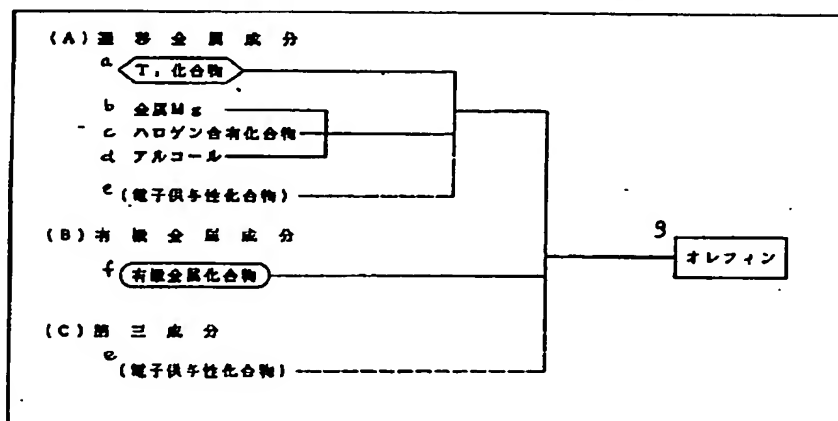 (A) 遷移金属成分
a Ti化合物
b 金属Mg
c ハロゲン含有化合物
d アルコール
e (電子供与性化合物)
(B) 有機金属成分
g オレフィン
f 有機金属化合物
(C) 第三成分
e (電子供与性化合物)